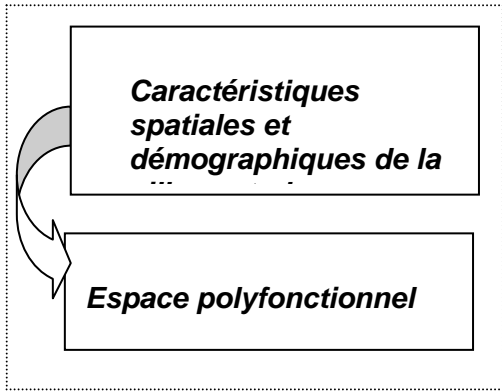 Caractéristiques
spatiales et
démographiques de la
Espace polyfonctionnel